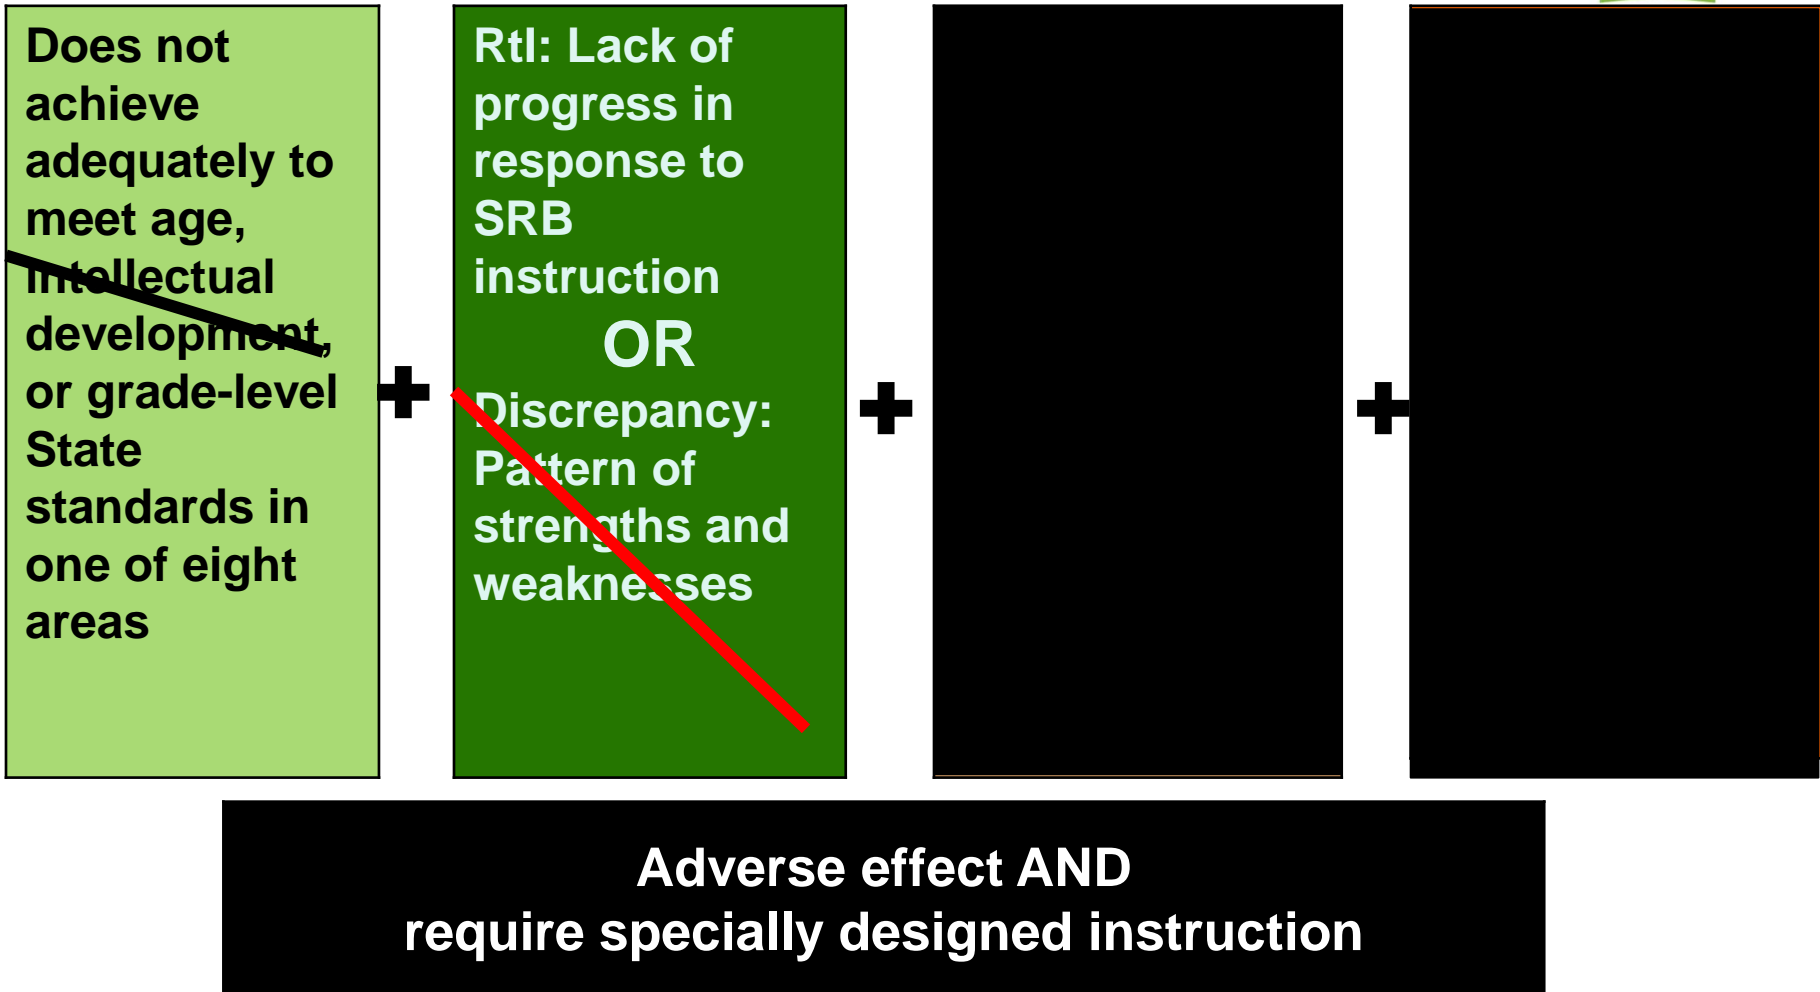 Does not
achieve
adequately to
meet age,
intellectual
development,
or grade-level
State
standards in
one of eight
areas
RtI: Lack of
progress in
response to
SRB
instruction
OR
Discrepancy:
Pattern of
strengths and
weaknesses
Adverse effect AND
require specially designed instruction